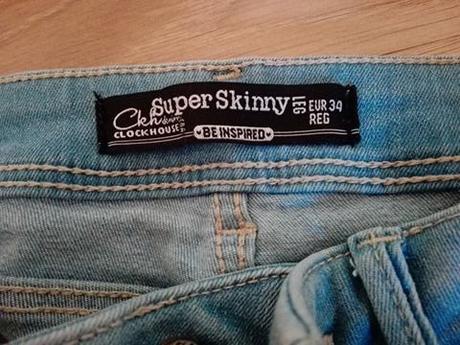 Super Skinny
LEG
EUR 34
REG
Ckh
CLOCKHOUSE
BE INSPIRED